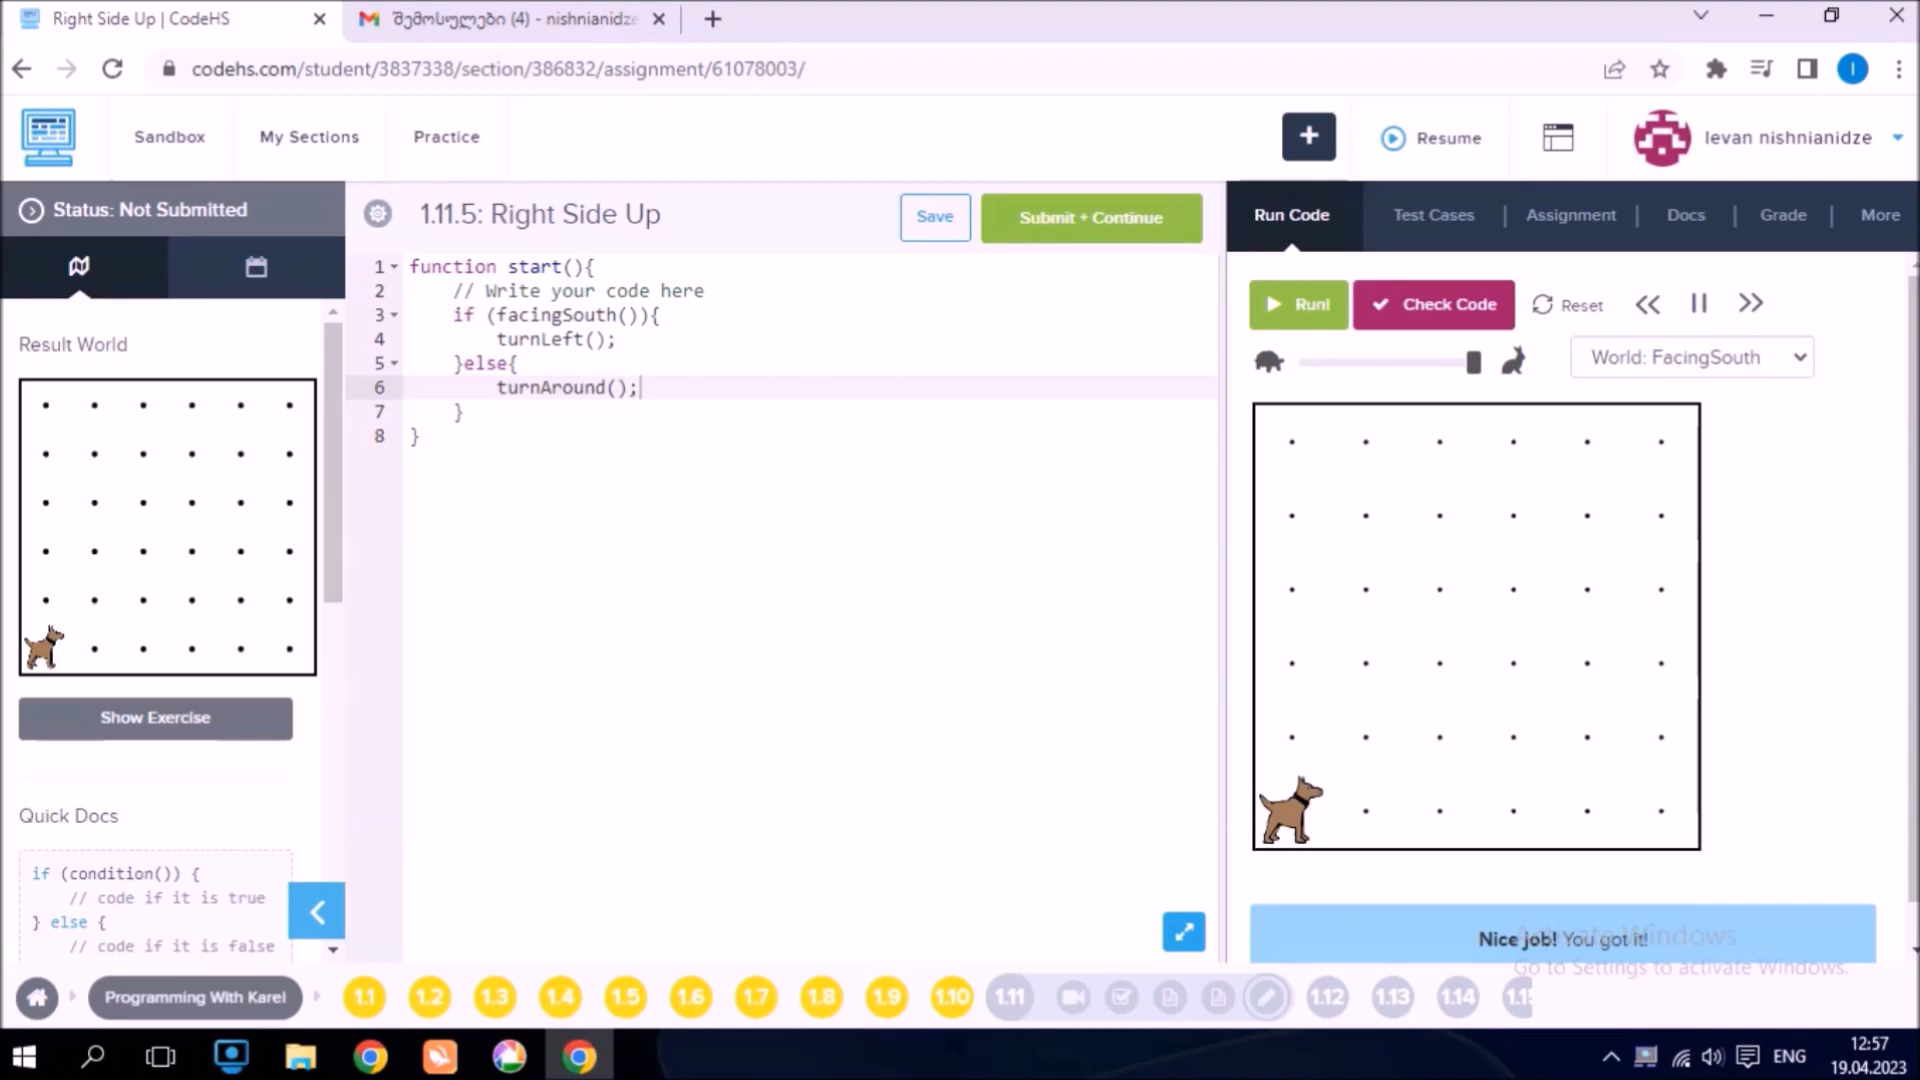 Right Side Up | CodeHS
შემოსულები (4) - nishnianidze
codehs.com/student/3837338/section/386832/assignment/61078003/
I
Sandbox
My Sections
Practice
+
Resume
levan nishnianidze
Status: Not Submitted
1.11.5: Right Side Up
Save
Submit + Continue
Run Code
Test Cases
Assignment
Docs
Grade
More
Result World
Show Exercise
Quick Docs
if (condition()) {
// code if it is true
} else {
// code if it is false
1 function start(){
2 // Write your code here
3 if (facingSouth()){
4 turnLeft();
5 }else{
6 turnAround();
7 }
8 }
Run!
Check Code
Reset
World: FacingSouth
Nice job! You got it!
Activate Windows
Go to Settings to activate Windows.
Programming With Karel
1.1
1.2
1.3
1.4
1.5
1.6
1.7
1.8
1.9
1.10
1.11
1.12
1.13
1.14
ENG
12:57
19.04.2023